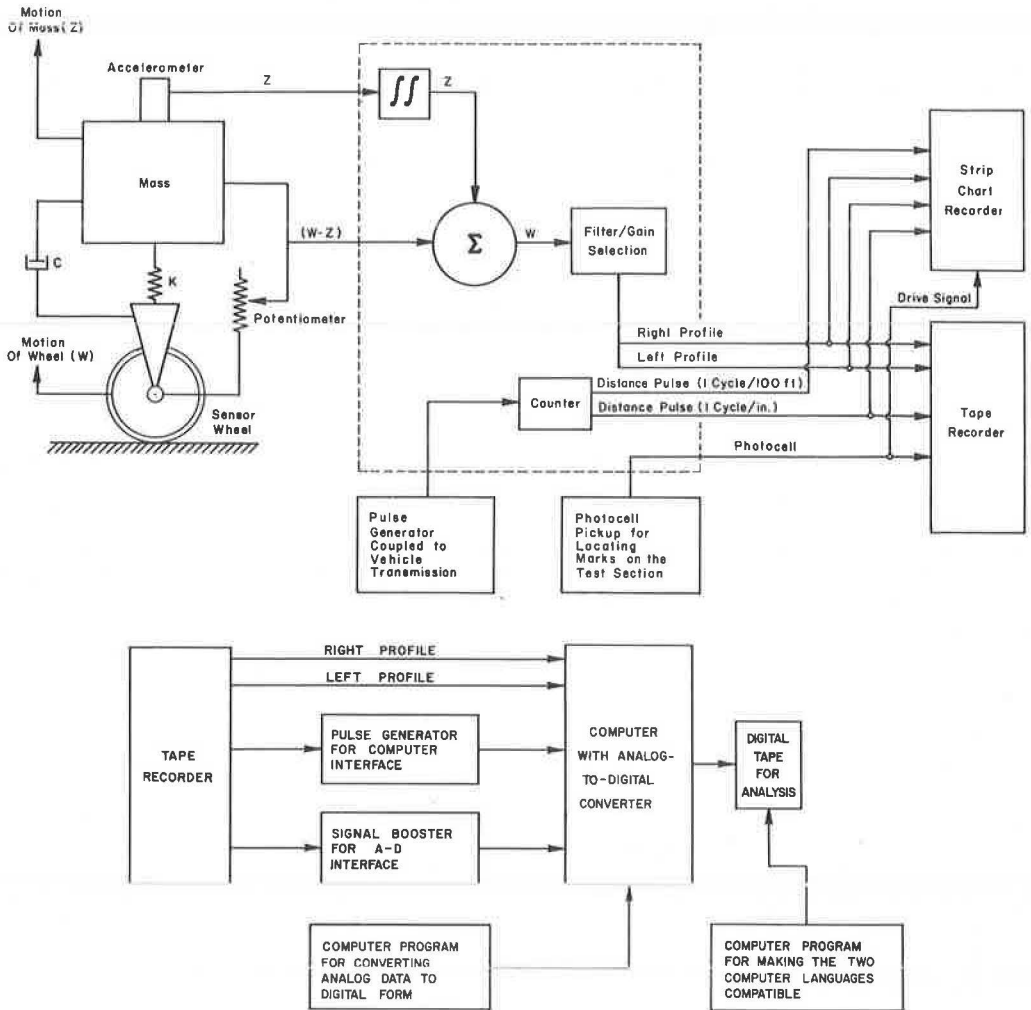 Motion
Of Mass (Z)
Accelerometer
Z
∫∫
Z
Mass
Strip
Chart
Recorder
(W-Z)
Σ
W
Filter/Gain
Selection
C
K
Potentiometer
Drive Signal
Motion
Of Wheel (W)
Right Profile
Left Profile
Sensor
Wheel
Counter
Distance Pulse (1 Cycle/100 ft)
Distance Pulse (1 Cycle/in.)
Tape
Recorder
Photocell
Pulse
Generator
Coupled to
Vehicle
Transmission
Photocell
Pickup for
Locating
Marks on the
Test Section
RIGHT PROFILE
LEFT PROFILE
TAPE
RECORDER
PULSE GENERATOR
FOR COMPUTER
INTERFACE
COMPUTER
WITH ANALOG-
TO-DIGITAL
CONVERTER
DIGITAL
TAPE
FOR
ANALYSIS
SIGNAL BOOSTER
FOR A-D
INTERFACE
COMPUTER PROGRAM
FOR CONVERTING
ANALOG DATA TO
DIGITAL FORM
COMPUTER PROGRAM
FOR MAKING THE TWO
COMPUTER LANGUAGES
COMPATIBLE